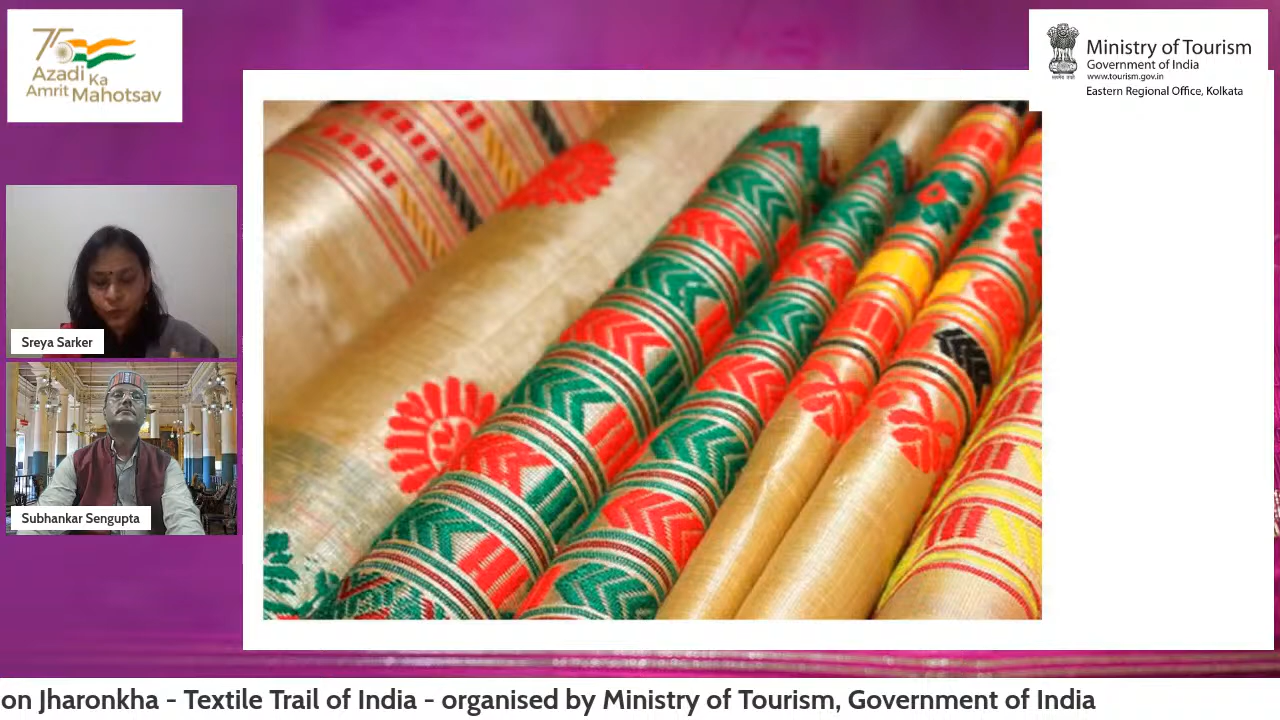 75
Azadi Ka
Amrit Mahotsav
Ministry of Tourism
Government of India
www.tourism.gov.in
Eastern Regional Office, Kolkata
Sreya Sarker
Subhankar Sengupta
on Jharonkha - Textile Trail of India - organised by Ministry of Tourism, Government of India